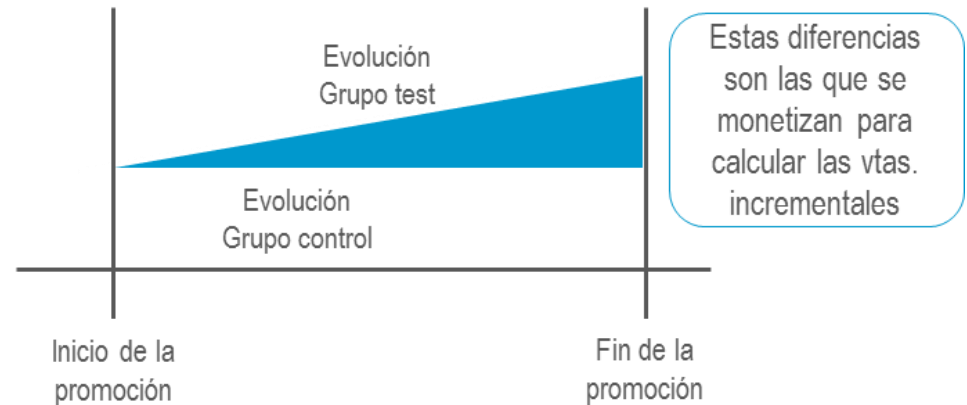 Evolución
Grupo test
Estas diferencias
son las que se
monetizan para
calcular las vtas.
incrementales
Evolución
Grupo control
Inicio de la
promoción
Fin de la
promoción